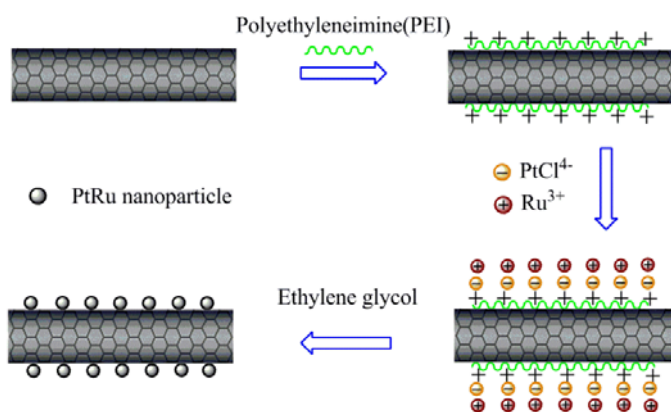 Polyethyleneimine(PEI)
PtCl⁴⁻
Ru³⁺
PtRu nanoparticle
Ethylene glycol